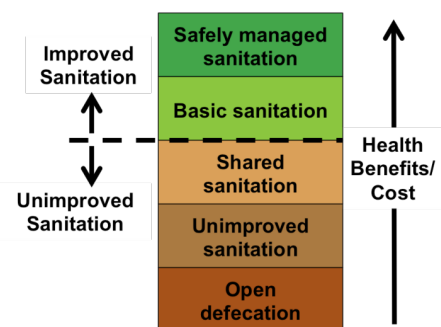 Improved
Sanitation
Unimproved
Sanitation
Safely managed
sanitation
Basic sanitation
Shared
sanitation
Unimproved
sanitation
Open
defecation
Health
Benefits/
Cost